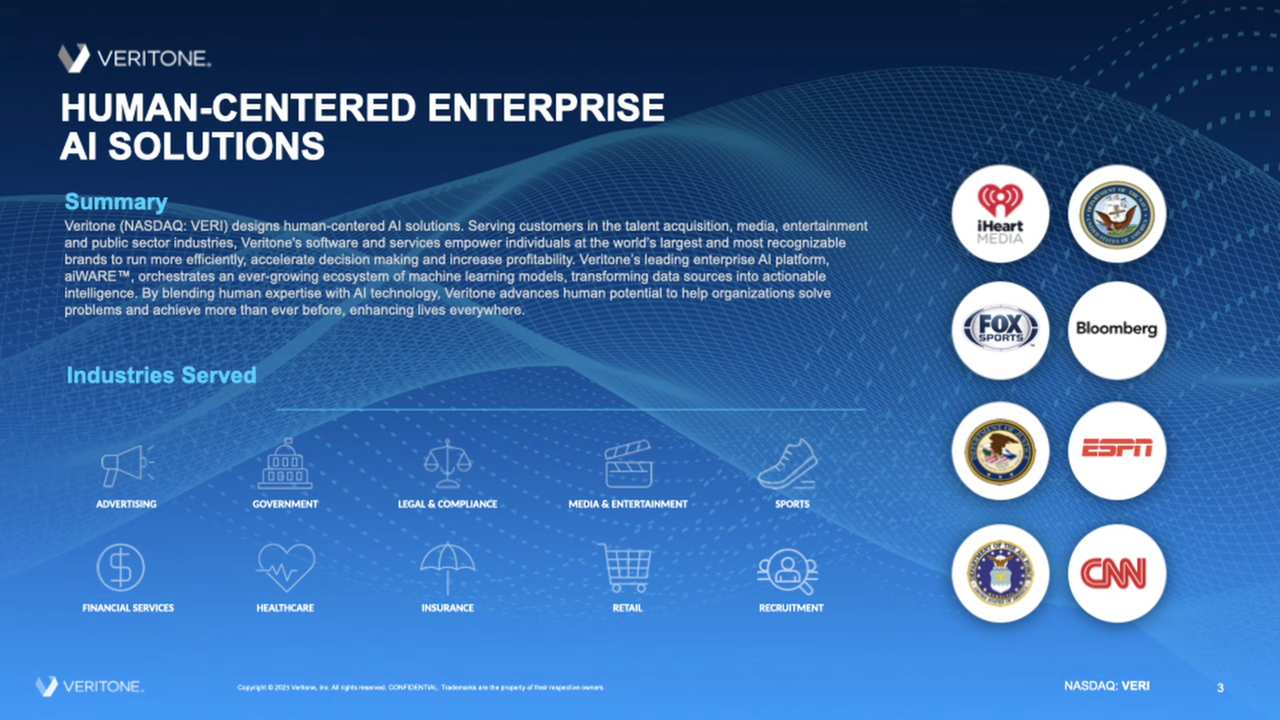 VERITONE®
HUMAN-CENTERED ENTERPRISE
AI SOLUTIONS
Summary
Veritone (NASDAQ: VERI) designs human-centered AI solutions. Serving customers in the talent acquisition, media, entertainment
and public sector industries, Veritone's software and services empower individuals at the world's largest and most recognizable
brands to run more efficiently, accelerate decision making and increase profitability. Veritone's leading enterprise AI platform,
aiWARE™, orchestrates an ever-growing ecosystem of machine learning models, transforming data sources into actionable
intelligence. By blending human expertise with AI technology, Veritone advances human potential to help organizations solve
problems and achieve more than ever before, enhancing lives everywhere.
Industries Served
ADVERTISING
GOVERNMENT
LEGAL & COMPLIANCE
MEDIA & ENTERTAINMENT
SPORTS
FINANCIAL SERVICES
HEALTHCARE
INSURANCE
RETAIL
RECRUITMENT
iHeart
MEDIA
FOX
SPORTS
Bloomberg
ESPN
CNN
VERITONE®
Copyright © 2023 Veritone, Inc. All rights reserved. CONFIDENTIAL. Trademarks are the property of their respective owners.
NASDAQ: VERI
3